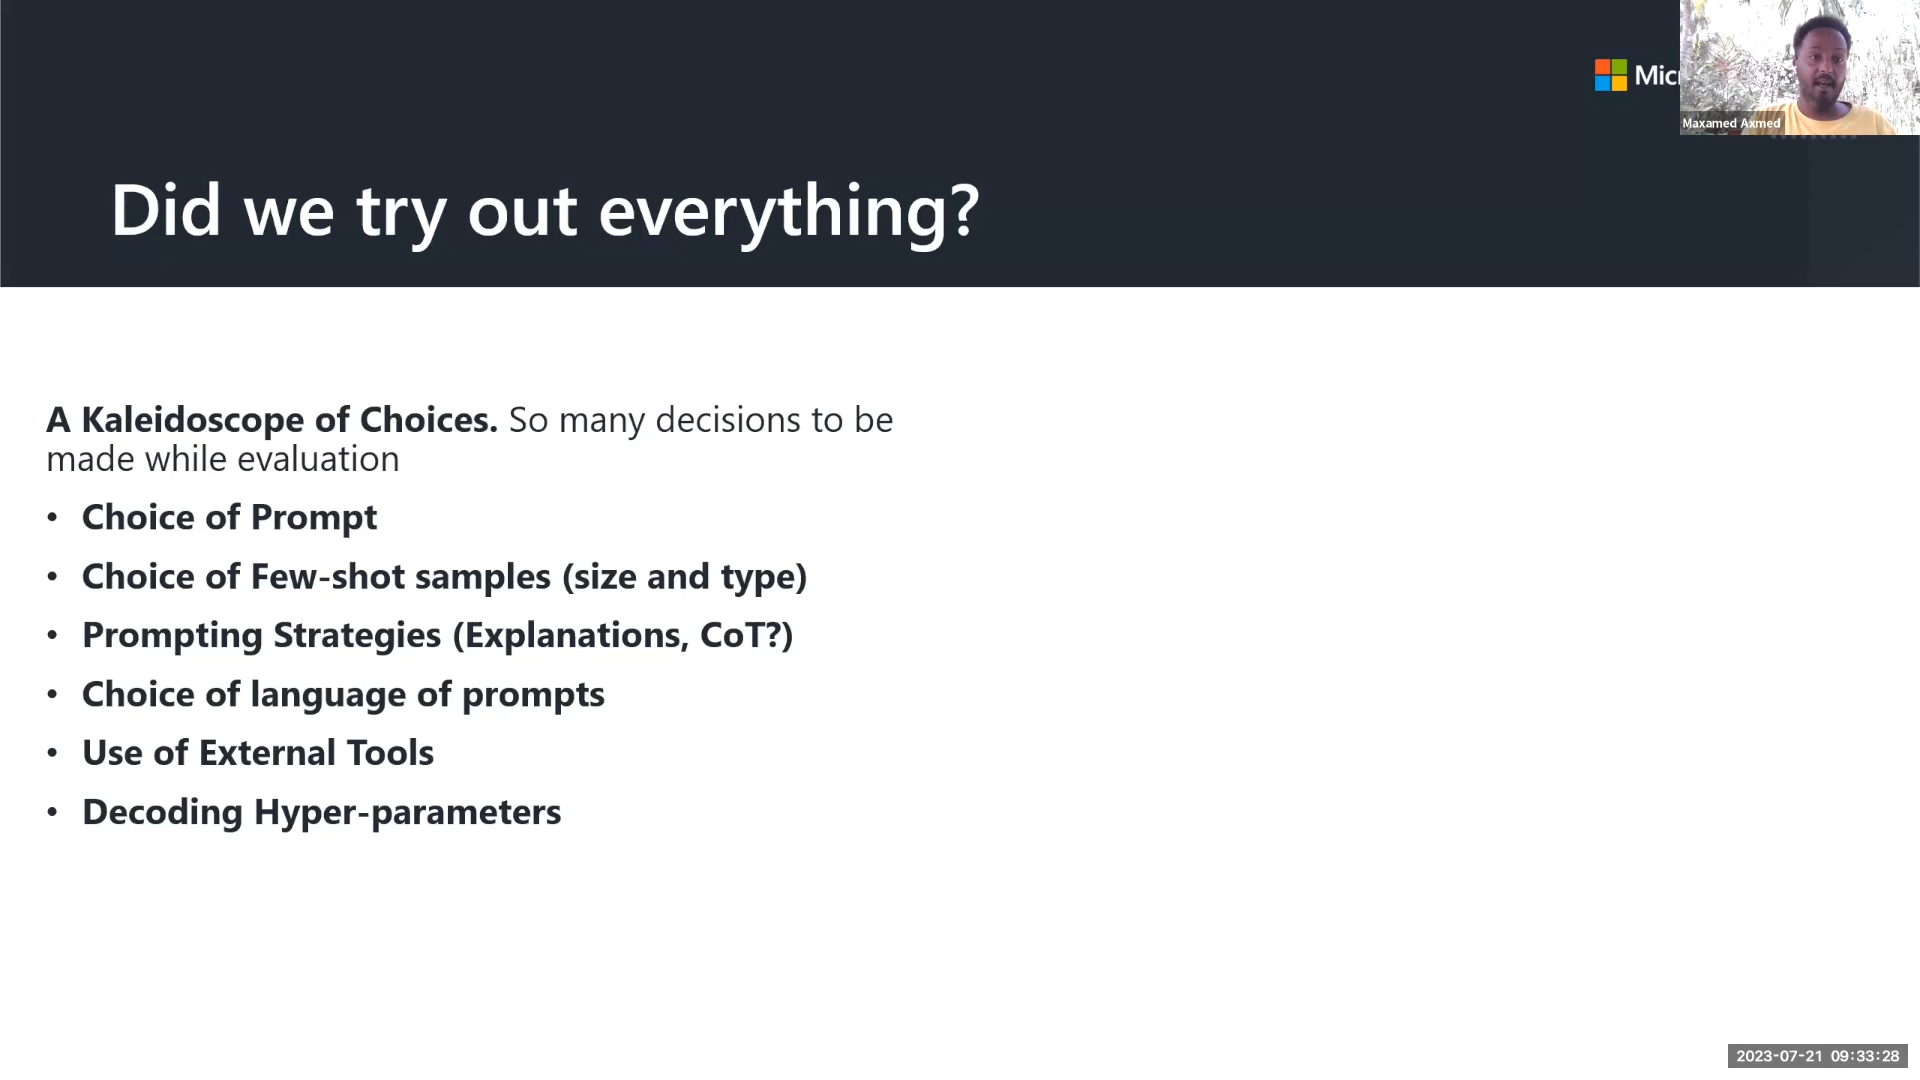 Maxamed Axmed
Did we try out everything?
A Kaleidoscope of Choices. So many decisions to be
made while evaluation
• Choice of Prompt
• Choice of Few-shot samples (size and type)
• Prompting Strategies (Explanations, CoT?)
• Choice of language of prompts
• Use of External Tools
• Decoding Hyper-parameters
2023-07-21 09:33:28